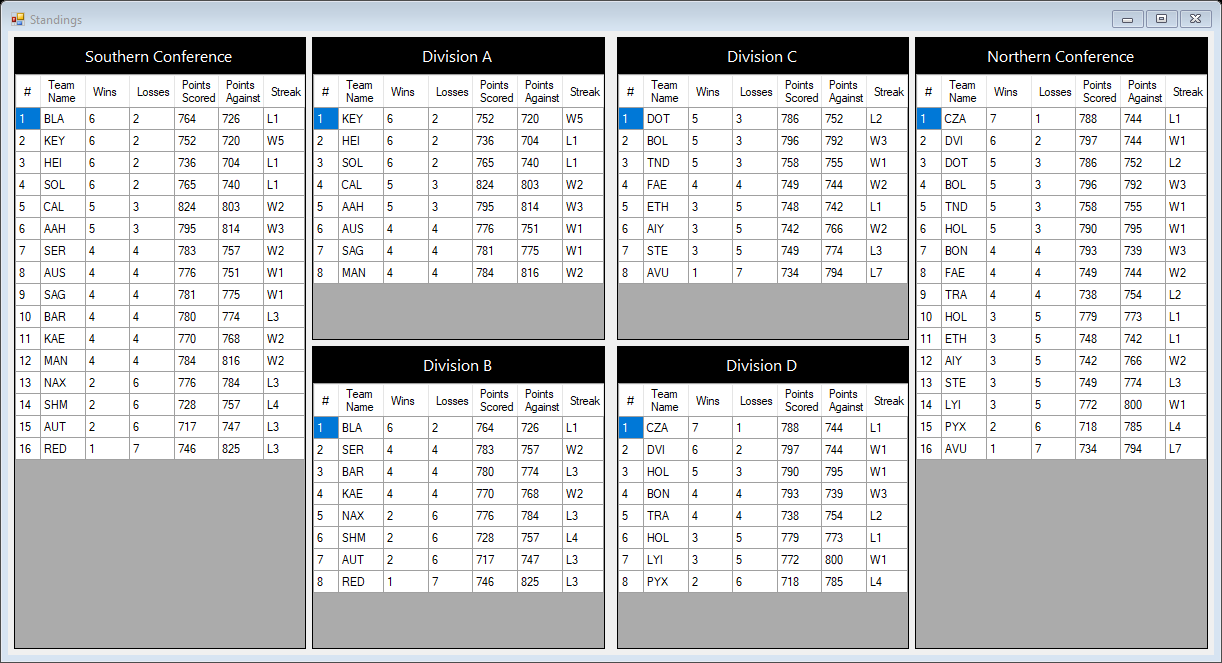 Standings
Southern Conference
# Team Name Wins Losses Points Scored Points Against Streak
1 BLA 6 2 764 726 L1
2 KEY 6 2 752 720 W5
3 HEI 6 2 736 704 L1
4 SOL 6 2 765 740 L1
5 CAL 5 3 824 803 W2
6 AAH 5 3 795 814 W3
7 SER 4 4 783 757 W2
8 AUS 4 4 776 751 W1
9 SAG 4 4 781 775 W1
10 BAR 4 4 780 774 L3
11 KAE 4 4 770 768 W2
12 MAN 4 4 784 816 W2
13 NAX 2 6 776 784 L3
14 SHM 2 6 728 757 L4
15 AUT 2 6 717 747 L3
16 RED 1 7 746 825 L3
Division A
# Team Name Wins Losses Points Scored Points Against Streak
1 KEY 6 2 752 720 W5
2 HEI 6 2 736 704 L1
3 SOL 6 2 765 740 L1
4 CAL 5 3 824 803 W2
5 AAH 5 3 795 814 W3
6 AUS 4 4 776 751 W1
7 SAG 4 4 781 775 W1
8 MAN 4 4 784 816 W2
Division B
# Team Name Wins Losses Points Scored Points Against Streak
1 BLA 6 2 764 726 L1
2 SER 4 4 783 757 W2
3 BAR 4 4 780 774 L3
4 KAE 4 4 770 768 W2
5 NAX 2 6 776 784 L3
6 SHM 2 6 728 757 L4
7 AUT 2 6 717 747 L3
8 RED 1 7 746 825 L3
Division C
# Team Name Wins Losses Points Scored Points Against Streak
1 DOT 5 3 786 752 L2
2 BOL 5 3 796 792 W3
3 TND 5 3 758 755 W1
4 FAE 4 4 749 744 W2
5 ETH 3 5 748 742 L1
6 AIY 3 5 742 766 W2
7 STE 3 5 749 774 L3
8 AVU 1 7 734 794 L7
Division D
# Team Name Wins Losses Points Scored Points Against Streak
1 CZA 7 1 788 744 L1
2 DVI 6 2 797 744 W1
3 HOL 5 3 790 795 W1
4 BON 4 4 793 739 W3
5 TRA 4 4 738 754 L2
6 HOL 3 5 779 773 L1
7 LYI 3 5 772 800 W1
8 PYX 2 6 718 785 L4
Northern Conference
# Team Name Wins Losses Points Scored Points Against Streak
1 CZA 7 1 788 744 L1
2 DVI 6 2 797 744 W1
3 DOT 5 3 786 752 L2
4 BOL 5 3 796 792 W3
5 TND 5 3 758 755 W1
6 HOL 5 3 790 795 W1
7 BON 4 4 793 739 W3
8 FAE 4 4 749 744 W2
9 TRA 4 4 738 754 L2
10 HOL 3 5 779 773 L1
11 ETH 3 5 748 742 L1
12 AIY 3 5 742 766 W2
13 STE 3 5 749 774 L3
14 LYI 3 5 772 800 W1
15 PYX 2 6 718 785 L4
16 AVU 1 7 734 794 L7